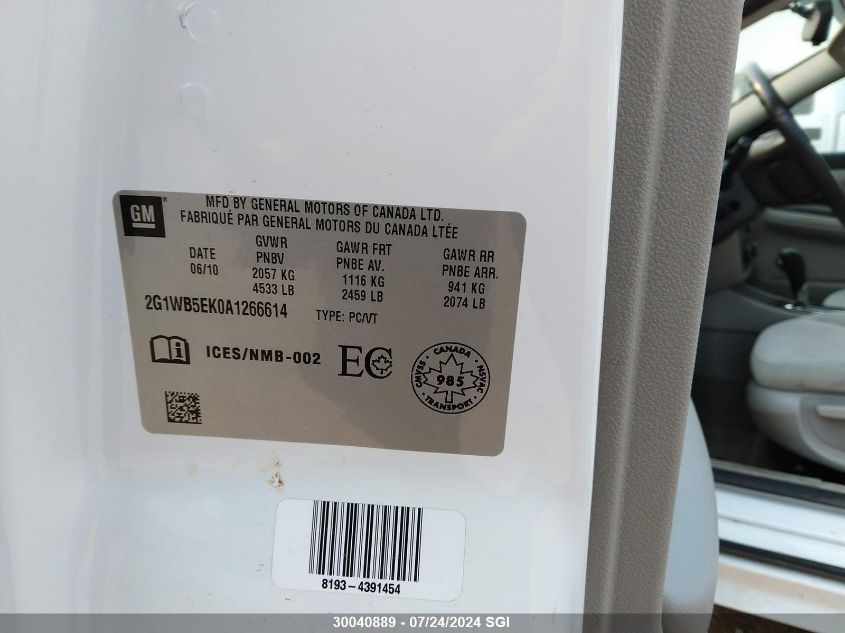 GM
MFD BY GENERAL MOTORS OF CANADA LTD.
FABRIQUÉ PAR GENERAL MOTORS DU CANADA LTÉE
DATE GVWR GAWR FRT GAWR RR
PNBV PNBE AV. PNBE ARR.
06/10 2057 KG 1116 KG 941 KG
4533 LB 2459 LB 2074 LB
2G1WB5EK0A1266614 TYPE: PC/VT
ICES/NMB-002 EC
CANADA
CMVSS 985 NSVAC
TRANSPORT
8193-4391454
30040889 - 07/24/2024 SGI